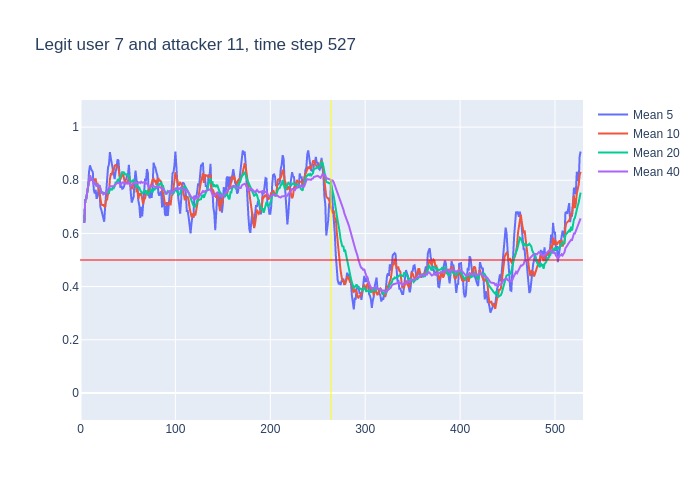 Legit user 7 and attacker 11, time step 527
1
0.8
0.6
0.4
0.2
0
0 100 200 300 400 500
Mean 5
Mean 10
Mean 20
Mean 40